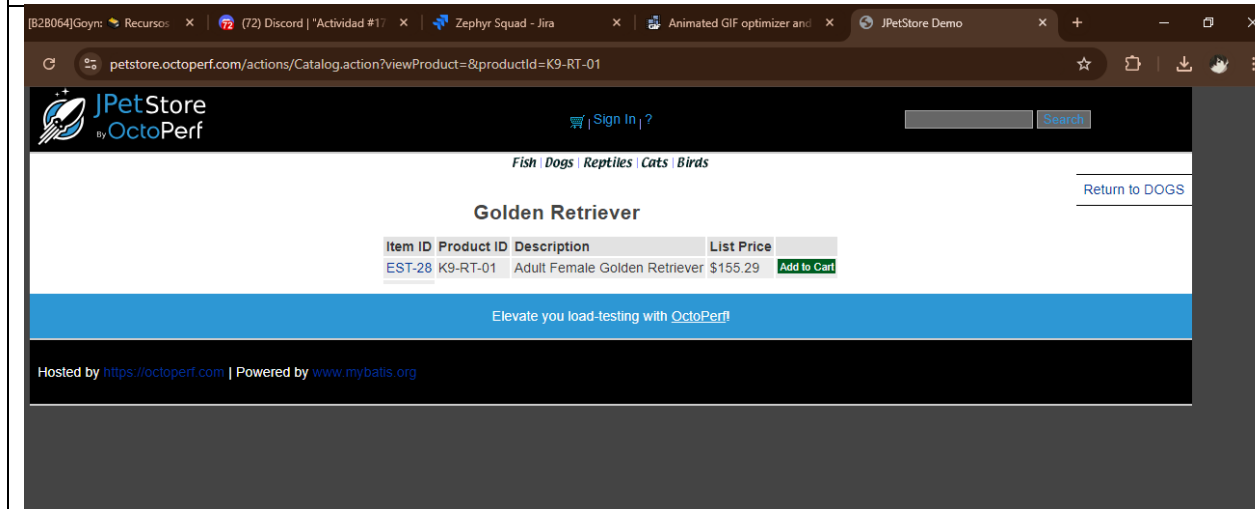 [B2B064]Goyn: Recursos (72) Discord | "Actividad #17 Zephyr Squad - Jira Animated GIF optimizer and JPetStore Demo
petstore.octoperf.com/actions/Catalog.action?viewProduct=&productId=K9-RT-01
JPetStore
By OctoPerf
| Sign In | ?
Search
Fish | Dogs | Reptiles | Cats | Birds
Return to DOGS
Golden Retriever
Item ID Product ID Description List Price
EST-28 K9-RT-01 Adult Female Golden Retriever $155.29 Add to Cart
Elevate you load-testing with OctoPerf!
Hosted by https://octoperf.com | Powered by www.mybatis.org